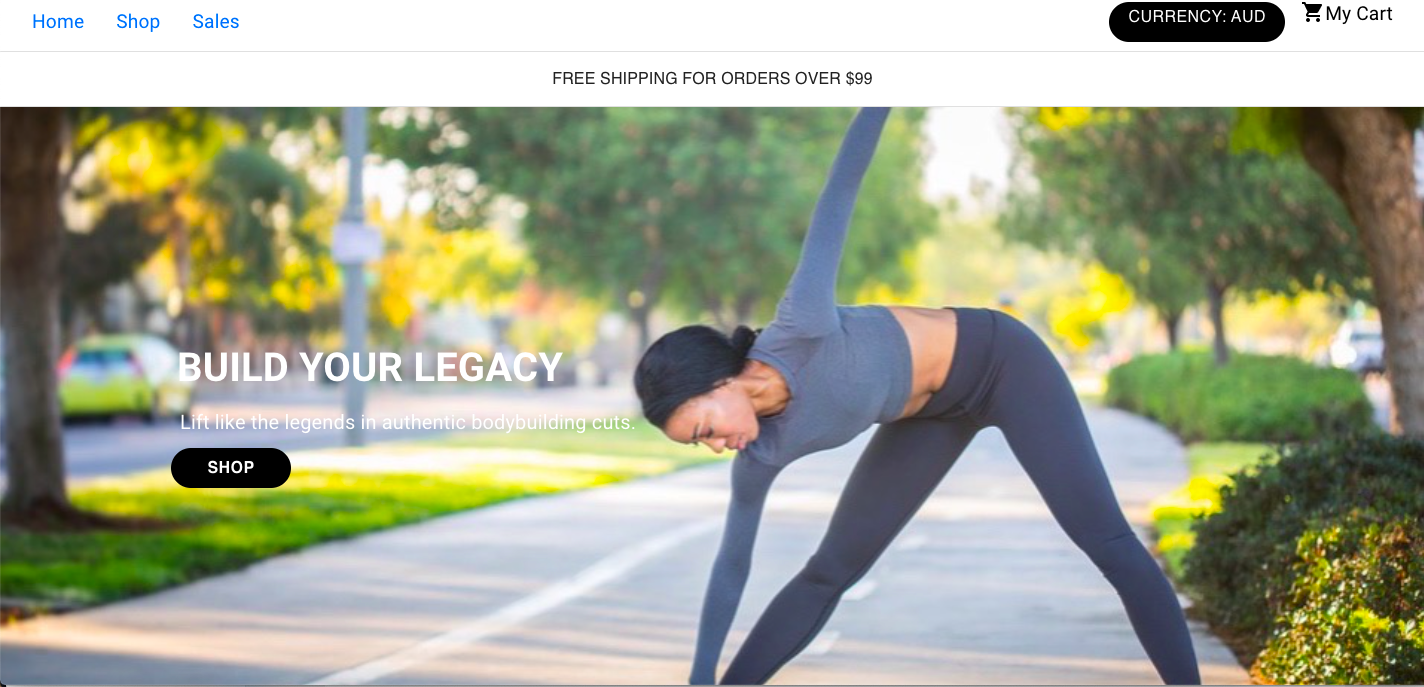 Home Shop Sales CURRENCY: AUD My Cart
FREE SHIPPING FOR ORDERS OVER $99
BUILD YOUR LEGACY
Lift like the legends in authentic bodybuilding cuts.
SHOP